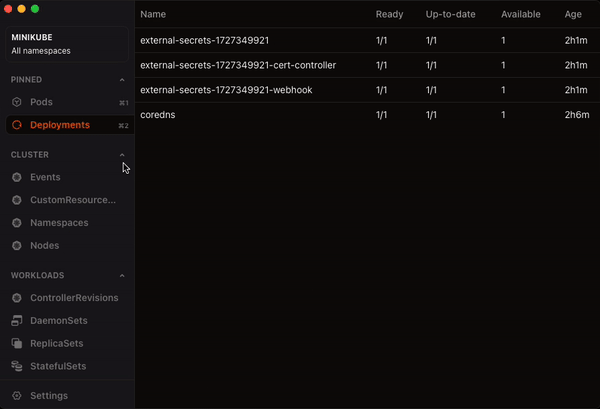 MINIKUBE
All namespaces
PINNED
Pods ⌘1
Deployments ⌘2
CLUSTER
Events
CustomResource...
Namespaces
Nodes
WORKLOADS
ControllerRevisions
DaemonSets
ReplicaSets
StatefulSets
Settings
Name Ready Up-to-date Available Age
external-secrets-1727349921 1/1 1/1 1 2h1m
external-secrets-1727349921-cert-controller 1/1 1/1 1 2h1m
external-secrets-1727349921-webhook 1/1 1/1 1 2h1m
coredns 1/1 1/1 1 2h6m